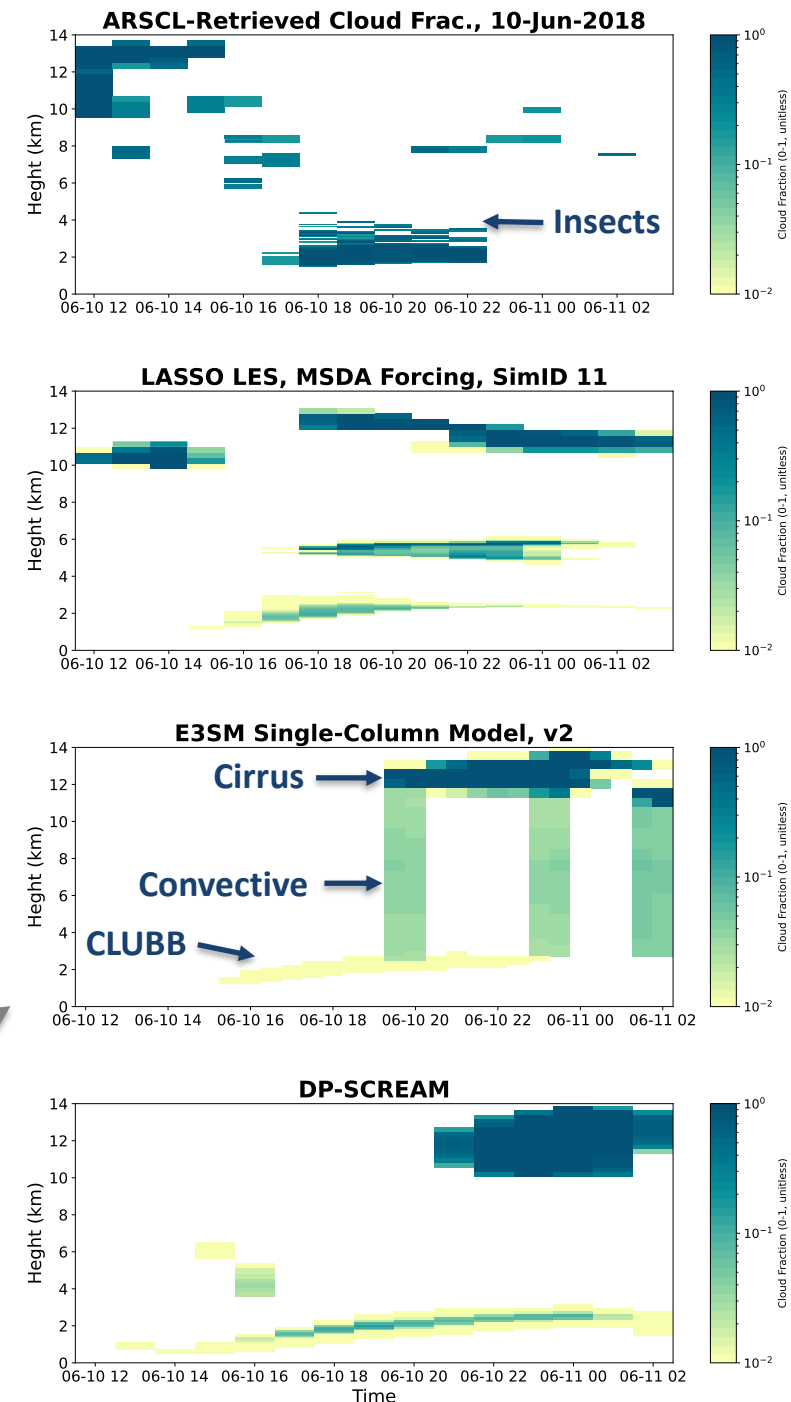 ARSCL-Retrieved Cloud Frac., 10-Jun-2018
14
12
10
8
6
4
2
0
Heght (km)
Insects
06-10 12 06-10 14 06-10 16 06-10 18 06-10 20 06-10 22 06-11 00 06-11 02
10⁰
10⁻¹
10⁻²
Cloud Fraction (0-1, unitless)
LASSO LES, MSDA Forcing, SimID 11
14
12
10
8
6
4
2
0
Heght (km)
06-10 12 06-10 14 06-10 16 06-10 18 06-10 20 06-10 22 06-11 00 06-11 02
10⁰
10⁻¹
10⁻²
Cloud Fraction (0-1, unitless)
E3SM Single-Column Model, v2
14
12
10
8
6
4
2
0
Heght (km)
Cirrus
Convective
CLUBB
06-10 12 06-10 14 06-10 16 06-10 18 06-10 20 06-10 22 06-11 00 06-11 02
10⁰
10⁻¹
10⁻²
Cloud Fraction (0-1, unitless)
DP-SCREAM
14
12
10
8
6
4
2
0
Heght (km)
06-10 12 06-10 14 06-10 16 06-10 18 06-10 20 06-10 22 06-11 00 06-11 02
Time
10⁰
10⁻¹
10⁻²
Cloud Fraction (0-1, unitless)